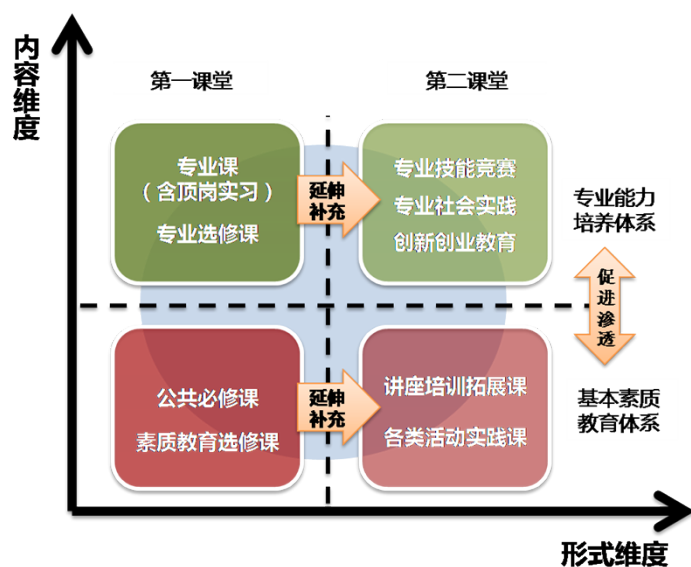 内容维度
第一课堂
第二课堂
专业课
（含顶岗实习）
专业选修课
延伸
补充
专业技能竞赛
专业社会实践
创新创业教育
专业能力
培养体系
促进渗透
公共必修课
素质教育选修课
延伸
补充
讲座培训拓展课
各类活动实践课
基本素质
教育体系
形式维度